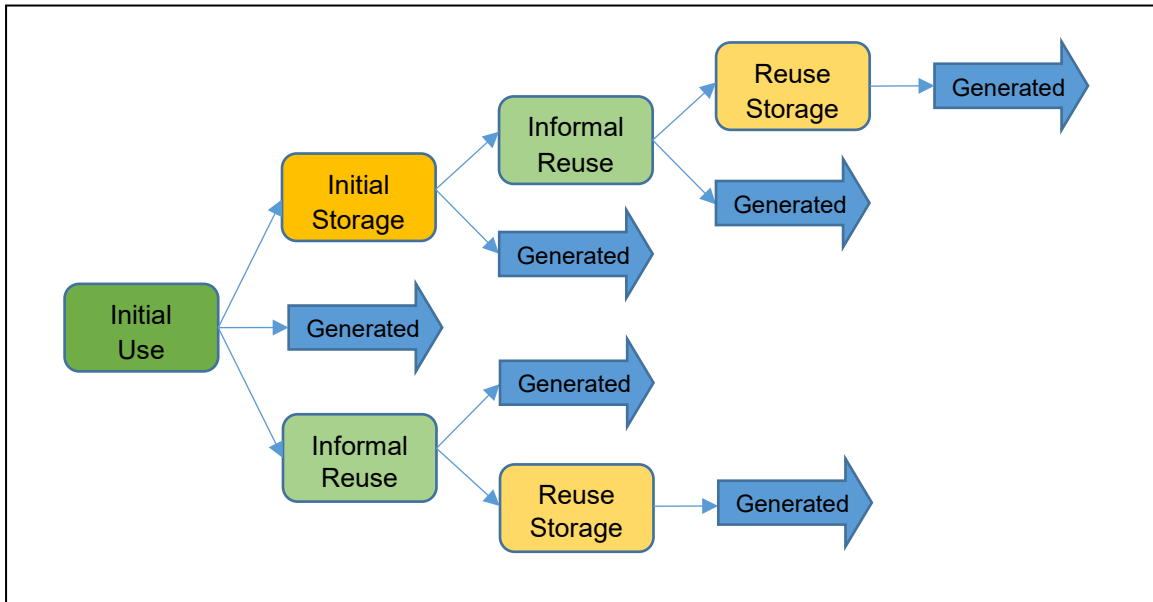 Reuse
Storage
Generated
Informal
Reuse
Initial
Storage
Generated
Generated
Initial
Use
Generated
Generated
Informal
Reuse
Reuse
Storage
Generated